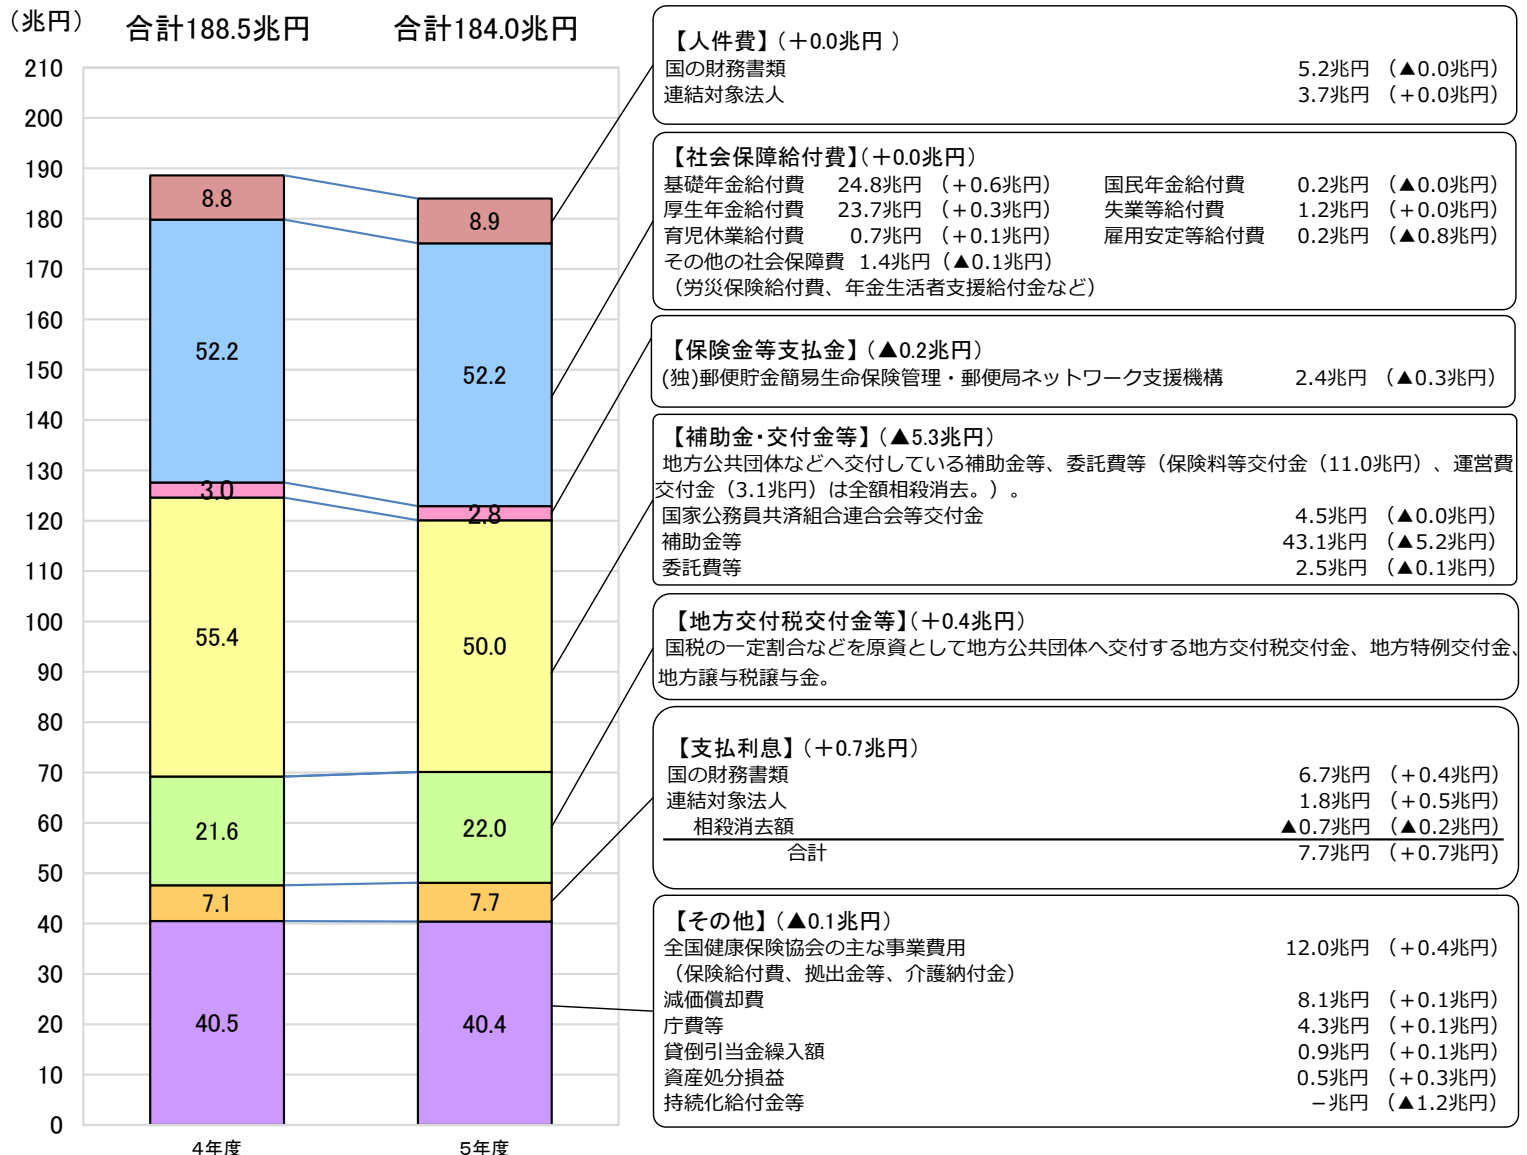 （兆円）
合計188.5兆円
合計184.0兆円
210
200
190
180
170
160
150
140
130
120
110
100
90
80
70
60
50
40
30
20
10
0
8.8
52.2
3.0
55.4
21.6
7.1
40.5
8.9
52.2
2.8
50.0
22.0
7.7
40.4
４年度
５年度
【人件費】（＋0.0兆円 ）
国の財務書類 5.2兆円 （▲0.0兆円）
連結対象法人 3.7兆円 （＋0.0兆円）
【社会保障給付費】（＋0.0兆円）
基礎年金給付費 24.8兆円 （＋0.6兆円） 国民年金給付費 0.2兆円 （▲0.0兆円）
厚生年金給付費 23.7兆円 （＋0.3兆円） 失業等給付費 1.2兆円 （＋0.0兆円）
育児休業給付費 0.7兆円 （＋0.1兆円） 雇用安定等給付費 0.2兆円 （▲0.8兆円）
その他の社会保障費 1.4兆円（▲0.1兆円）
（労災保険給付費、年金生活者支援給付金など）
【保険金等支払金】（▲0.2兆円）
(独)郵便貯金簡易生命保険管理・郵便局ネットワーク支援機構 2.4兆円 （▲0.3兆円）
【補助金・交付金等】（▲5.3兆円）
地方公共団体などへ交付している補助金等、委託費等（保険料等交付金（11.0兆円）、運営費
交付金（3.1兆円）は全額相殺消去。）。
国家公務員共済組合連合会等交付金 4.5兆円 （▲0.0兆円）
補助金等 43.1兆円 （▲5.2兆円）
委託費等 2.5兆円 （▲0.1兆円）
【地方交付税交付金等】（＋0.4兆円）
国税の一定割合などを原資として地方公共団体へ交付する地方交付税交付金、地方特例交付金、
地方譲与税譲与金。
【支払利息】（＋0.7兆円）
国の財務書類 6.7兆円 （＋0.4兆円）
連結対象法人 1.8兆円 （＋0.5兆円）
相殺消去額 ▲0.7兆円 （▲0.2兆円）
合計 7.7兆円 （＋0.7兆円）
【その他】（▲0.1兆円）
全国健康保険協会の主な事業費用 12.0兆円 （＋0.4兆円）
（保険給付費、拠出金等、介護納付金）
減価償却費 8.1兆円 （＋0.1兆円）
庁費等 4.3兆円 （＋0.1兆円）
貸倒引当金繰入額 0.9兆円 （＋0.1兆円）
資産処分損益 0.5兆円 （＋0.3兆円）
持続化給付金等 －兆円 （▲1.2兆円）